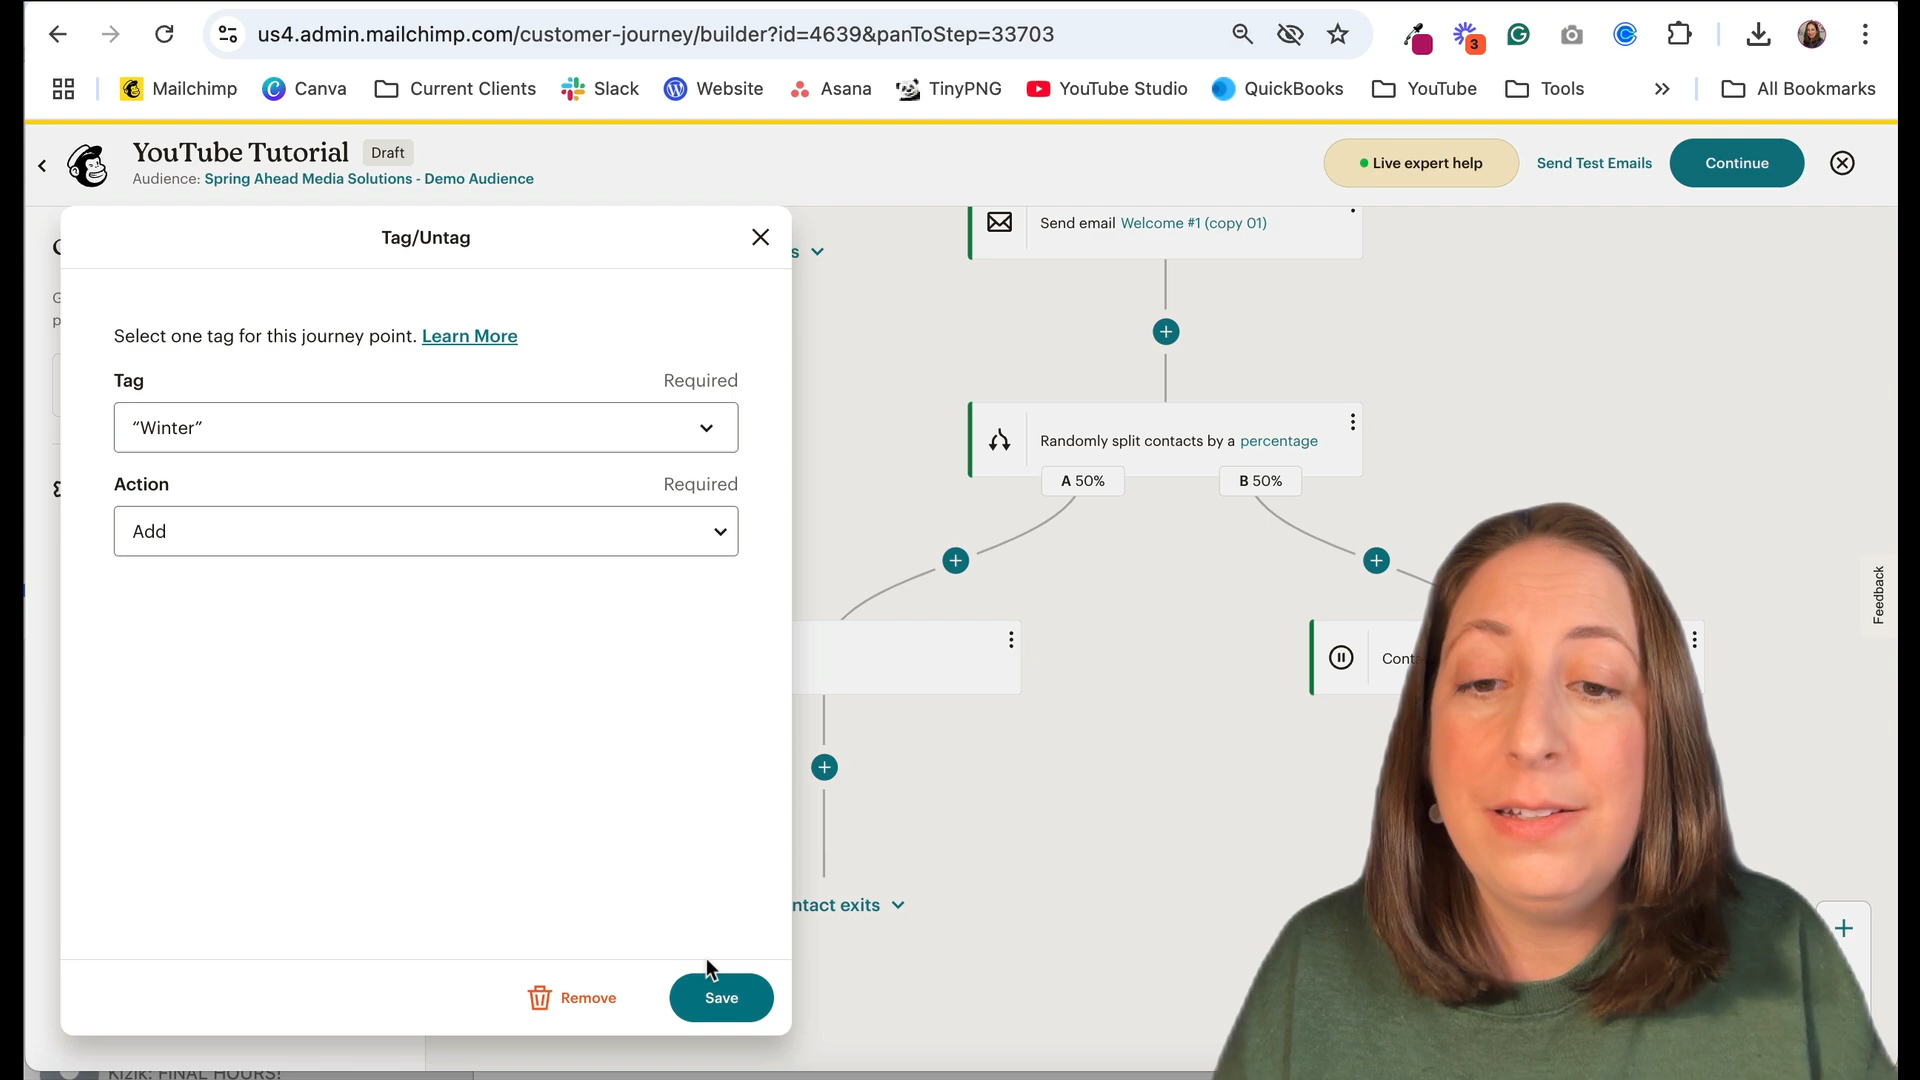 us4.admin.mailchimp.com/customer-journey/builder?id=4639&panToStep=33703
3
Mailchimp
Canva
Current Clients
Slack
Website
Asana
TinyPNG
YouTube Studio
QuickBooks
YouTube
Tools
All Bookmarks
YouTube Tutorial
Draft
Audience: Spring Ahead Media Solutions - Demo Audience
Live expert help
Send Test Emails
Continue
Tag/Untag
Select one tag for this journey point. Learn More
Tag
Required
“Winter”
Action
Required
Add
Remove
Save
Send email Welcome #1 (copy 01)
Randomly split contacts by a percentage
A 50%
B 50%
Conta
ntact exits
Feedback
Kizik: FINAL HOURS!